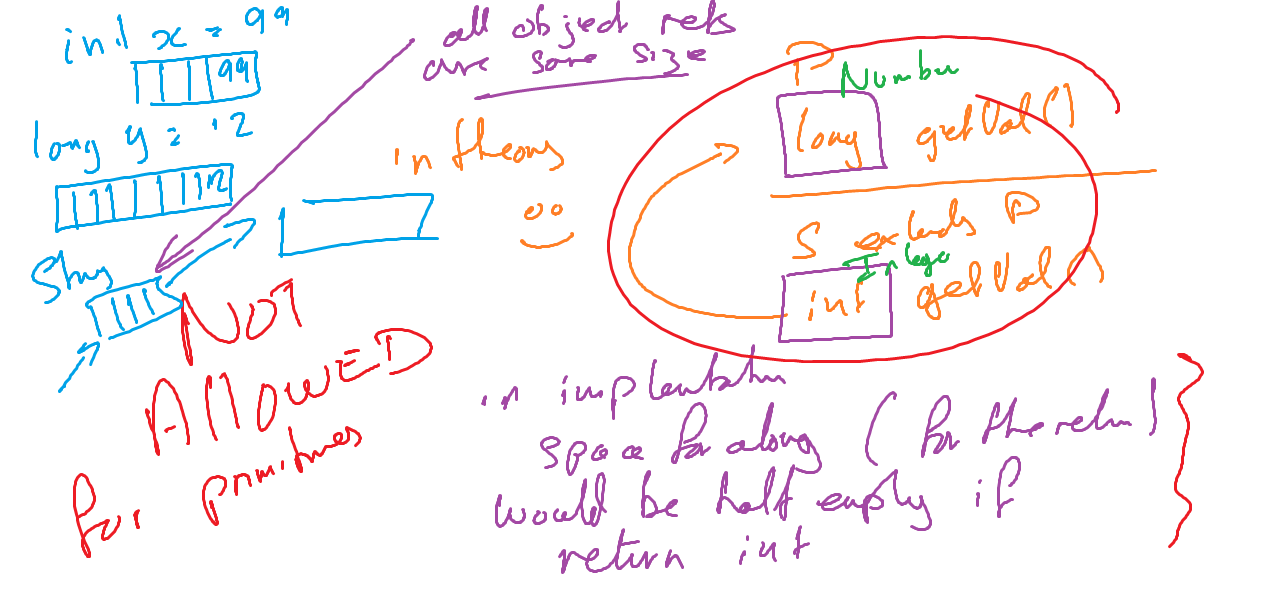 int x = 99
99
long y = 12
12
all object refs
are same size
in theory
P
Number
long getVal()
S extends P
Integer
int getVal()
NOT
ALLOWED
for primitives
in implentatn
space for a long (for the return)
would be half empty if
return int